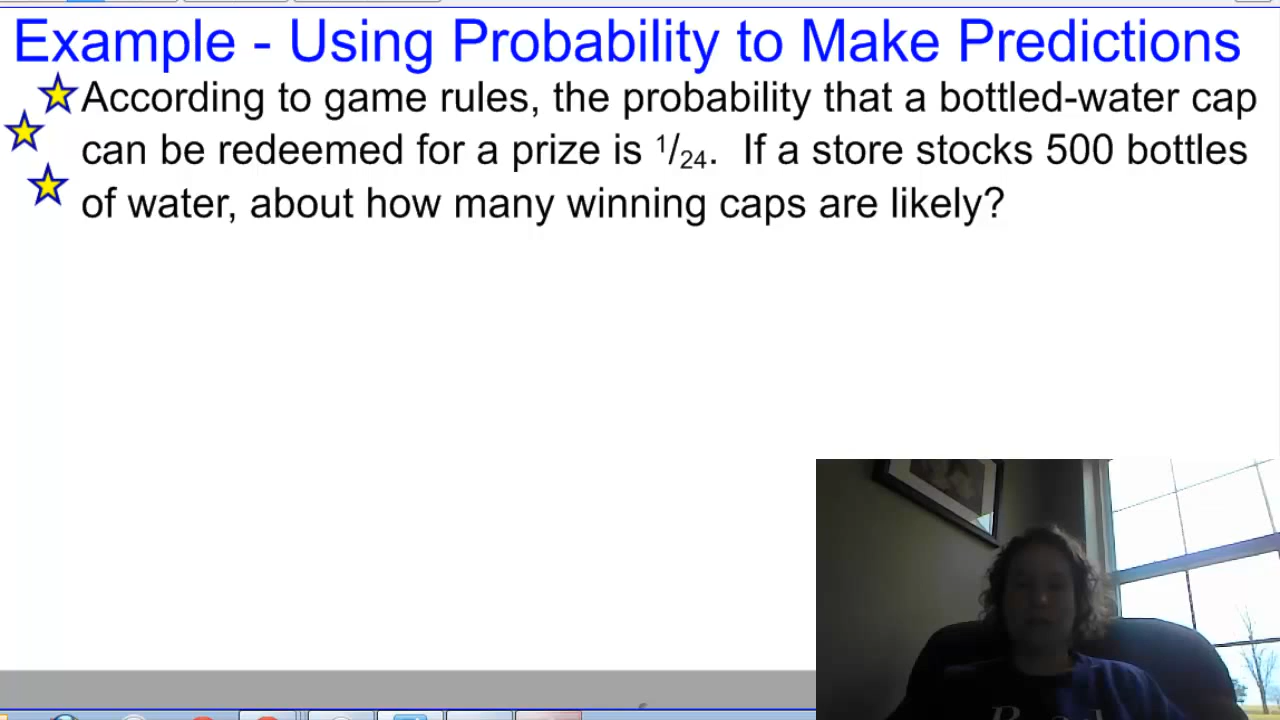 Example - Using Probability to Make Predictions
According to game rules, the probability that a bottled-water cap
can be redeemed for a prize is 1/24. If a store stocks 500 bottles
of water, about how many winning caps are likely?